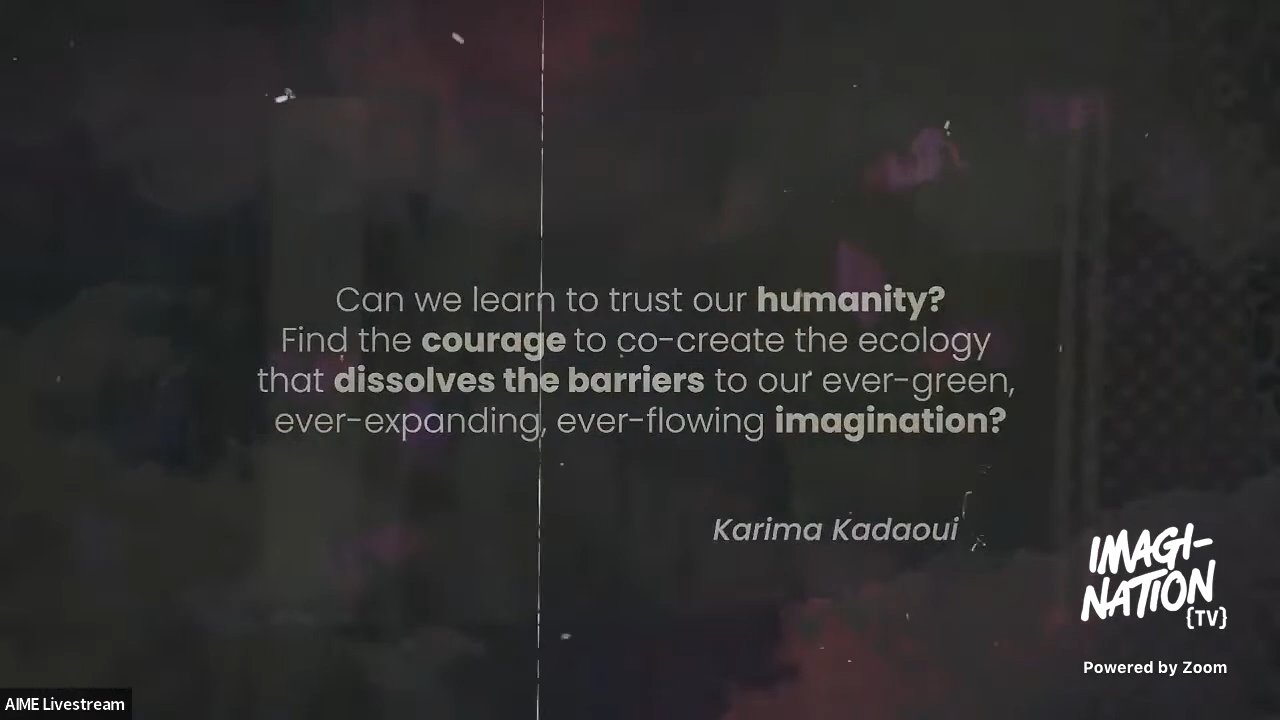 Can we learn to trust our humanity?
Find the courage to co-create the ecology
that dissolves the barriers to our ever-green,
ever-expanding, ever-flowing imagination?
Karima Kadaoui
IMAGI-
NATION
{TV}
Powered by Zoom
AIME Livestream